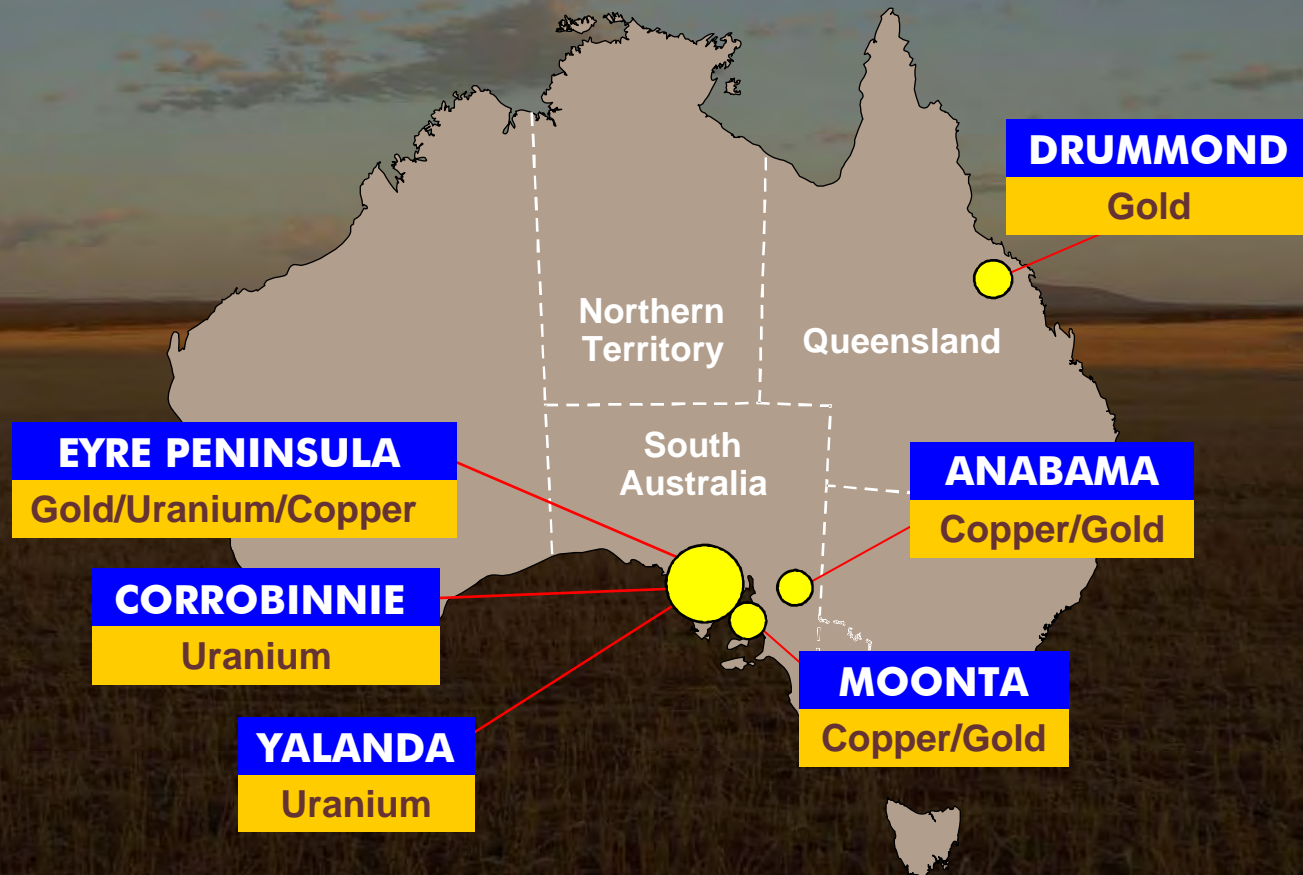 DRUMMOND
Gold
Northern
Territory
Queensland
EYRE PENINSULA
Gold/Uranium/Copper
South
Australia
ANABAMA
Copper/Gold
CORROBINNIE
Uranium
MOONTA
Copper/Gold
YALANDA
Uranium